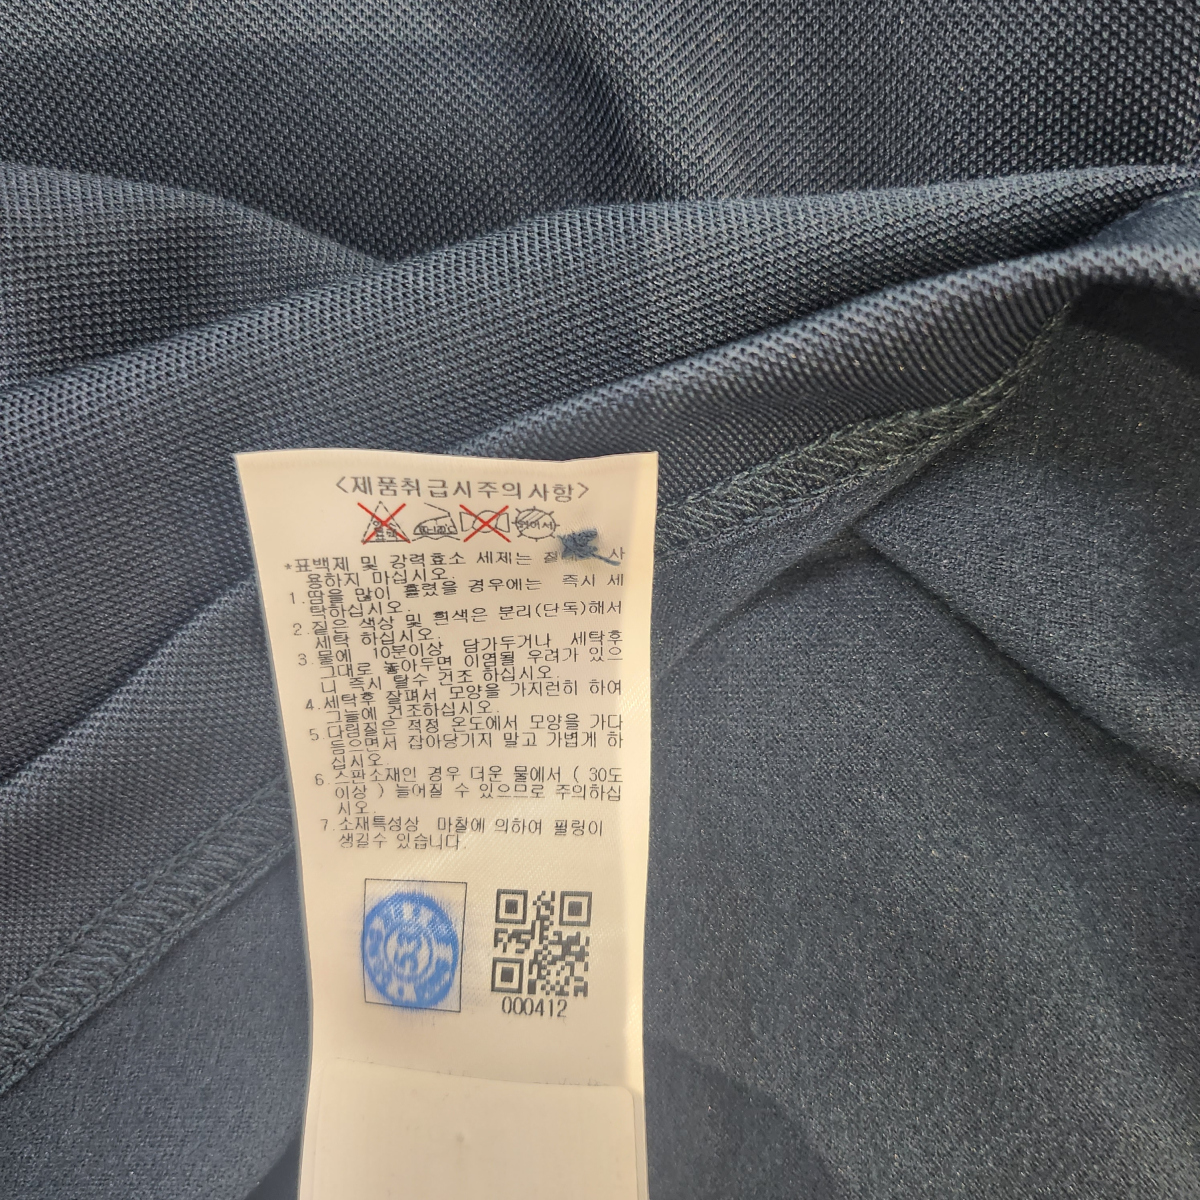 <제품취급시주의사항>
*표백제 및 강력효소 세제는 사
용하지 마십시오.
1.땀을 많이 흘렸을 경우에는 즉시 세
탁하십시오.
2.짙은 색상 및 흰색은 분리(단독)해서
세탁 하십시오.
3.물에 10분이상 담가두거나 세탁후
그대로 놓아두면 이염될 우려가 있으
니 즉시 탈수 건조 하십시오.
4.세탁후 잘펴서 모양을 가지런히 하여
그늘에 건조하십시오.
5.다림질은 적정 온도에서 모양을 가다
듬으면서 잡아당기지 말고 가볍게 하
십시오.
6.스판소재인 경우 더운 물에서 ( 30도
이상 ) 늘어질 수 있으므로 주의하십
시오.
7.소재특성상 마찰에 의하여 필링이
생길수 있습니다.
000412